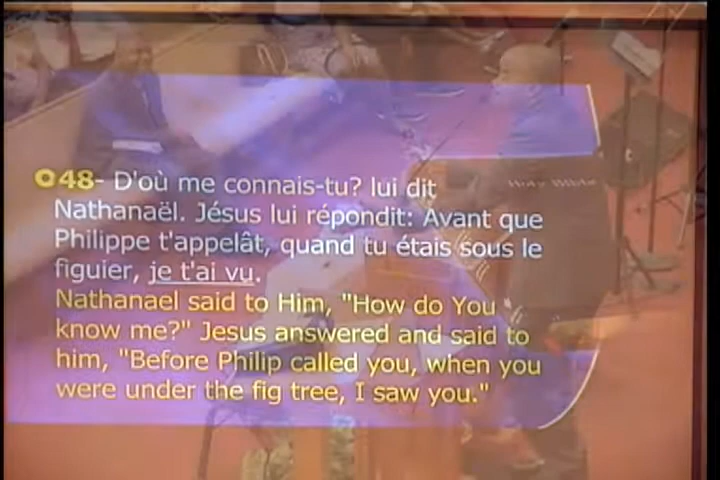 048- D'où me connais-tu? lui dit
Nathanaël. Jésus lui répondit: Avant que
Philippe t'appelât, quand tu étais sous le
figuier, je t'ai vu.
Nathanael said to Him, "How do You
know me?" Jesus answered and said to
him, "Before Philip called you, when you
were under the fig tree, I saw you."